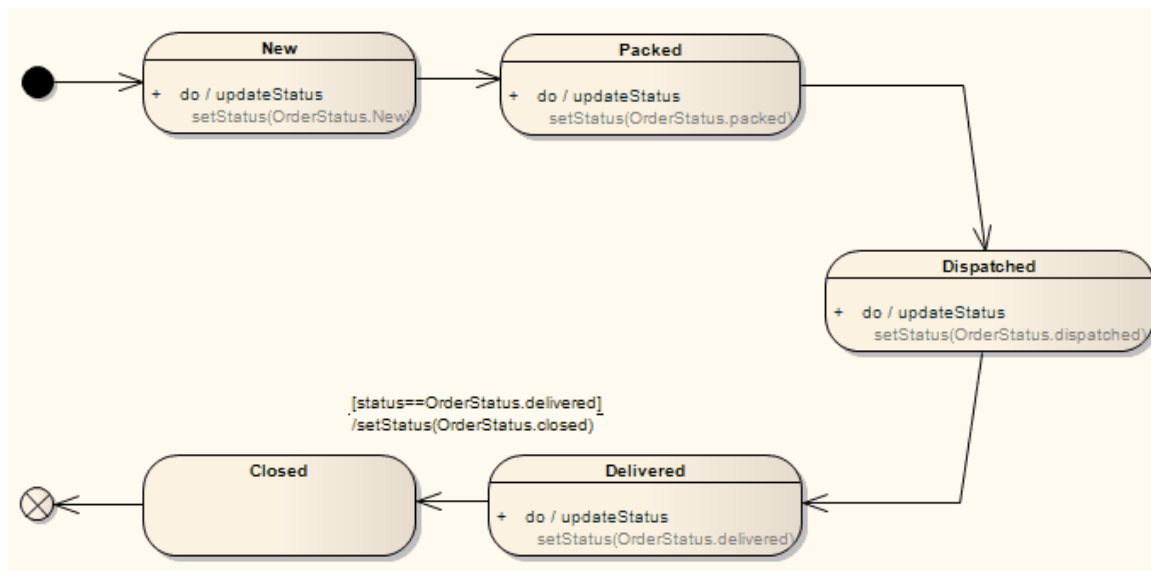 New
+ do / updateStatus
setStatus(OrderStatus.New)
Packed
+ do / updateStatus
setStatus(OrderStatus.packed)
Dispatched
+ do / updateStatus
setStatus(OrderStatus.dispatched)
[status==OrderStatus.delivered]
/setStatus(OrderStatus.closed)
Delivered
+ do / updateStatus
setStatus(OrderStatus.delivered)
Closed